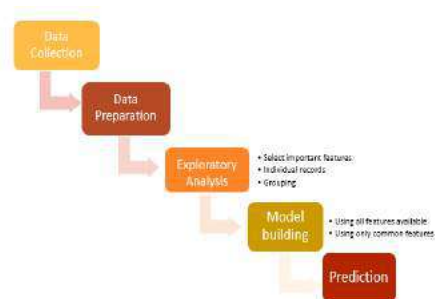 Data
Collection
Data
Preparation
Exploratory
Analysis
• Select important features
• Individual records
• Grouping
Model
building
• Using all features available
• Using only common features
Prediction